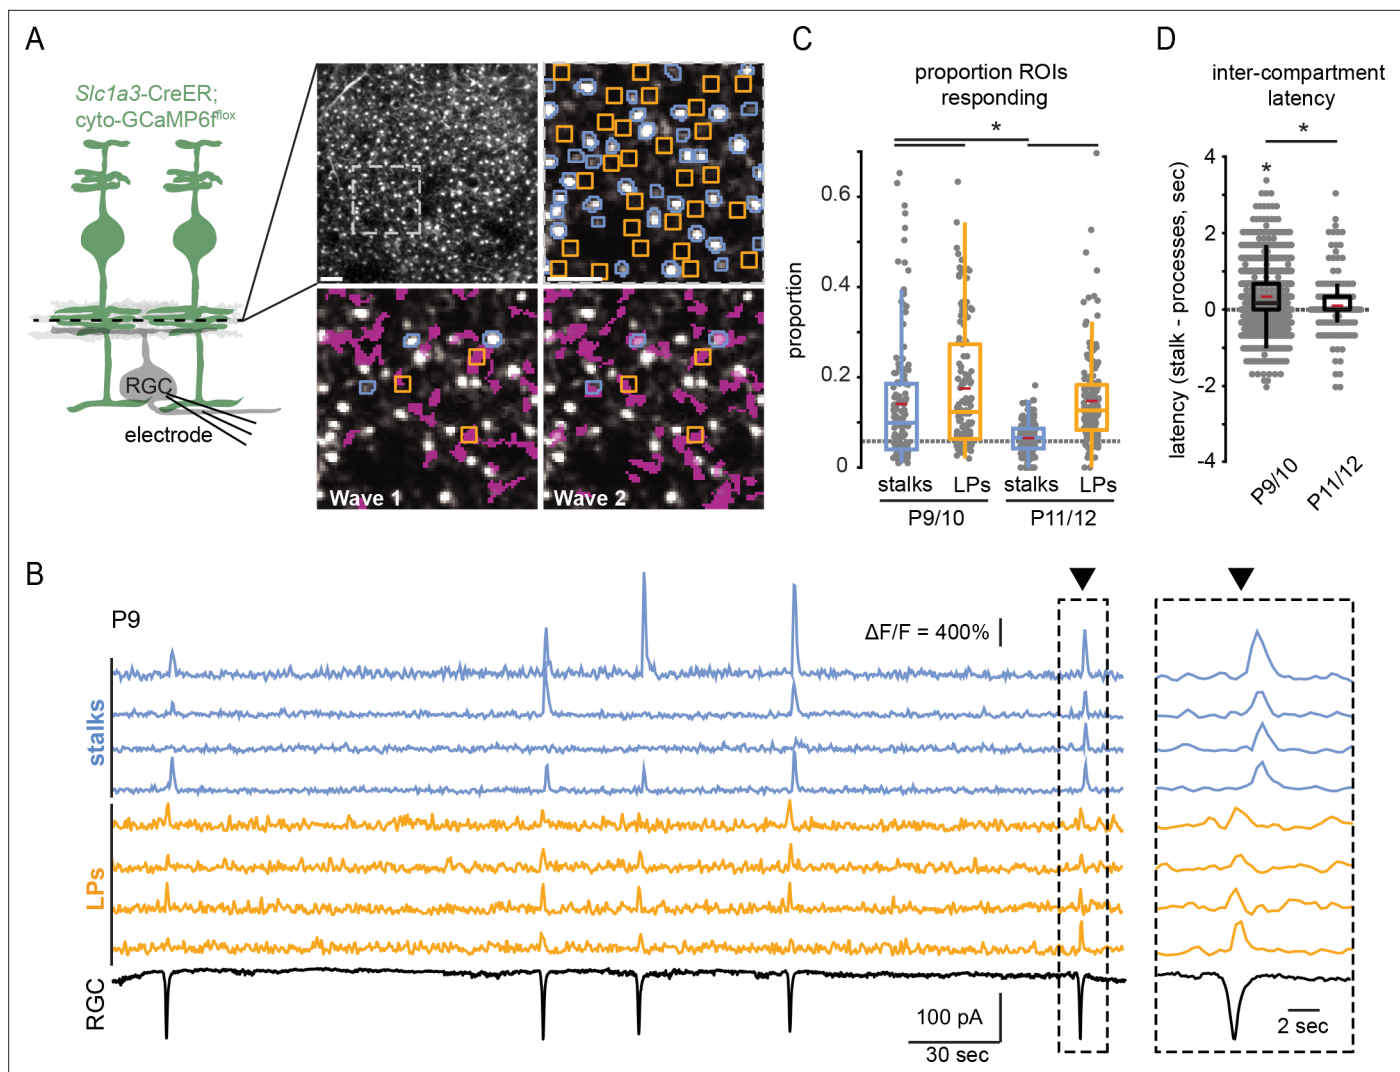 A
Slc1a3-CreER;
cyto-GCaMP6fflox
RGC
electrode
Wave 1
Wave 2
C
proportion ROIs
responding
*
proportion
0.6
0.4
0.2
0
stalks
LPs
stalks
LPs
P9/10
P11/12
D
inter-compartment
latency
*
*
latency (stalk - processes, sec)
4
2
0
-2
-4
P9/10
P11/12
B
P9
ΔF/F = 400%
stalks
LPs
RGC
100 pA
30 sec
2 sec